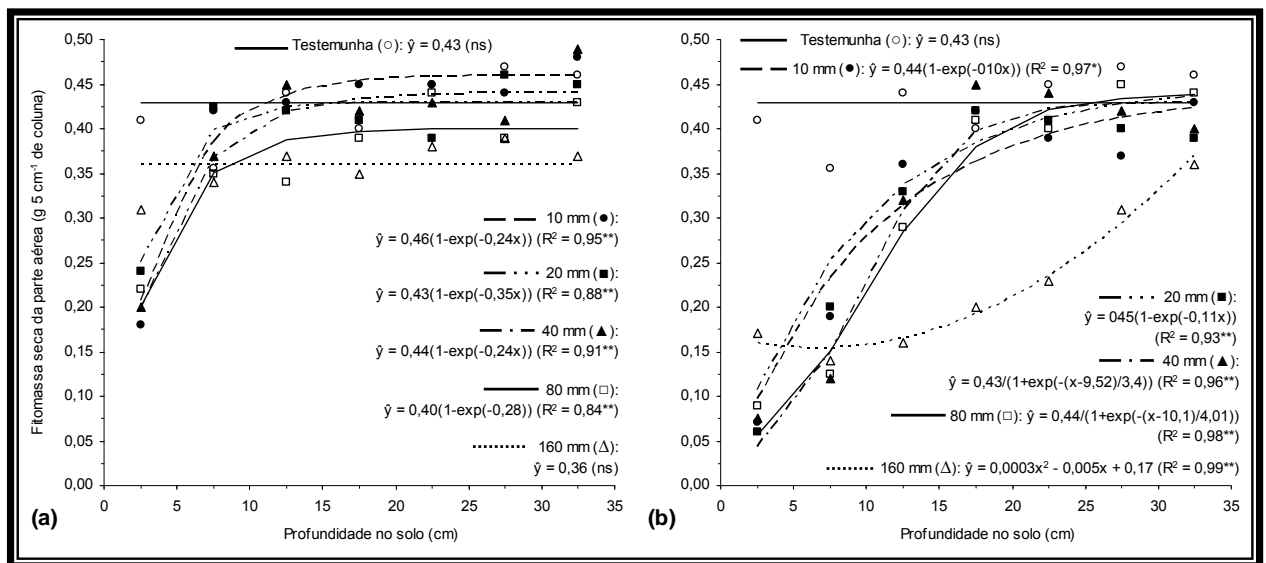 Fitomassa seca da parte aérea (g 5 cm⁻¹ de coluna)
0,50
0,45
0,40
0,35
0,30
0,25
0,20
0,15
0,10
0,05
0,00
Testemunha (○): ŷ = 0,43 (ns)
10 mm (●):
ŷ = 0,46(1-exp(-0,24x)) (R² = 0,95**)
20 mm (■):
ŷ = 0,43(1-exp(-0,35x)) (R² = 0,88**)
40 mm (▲):
ŷ = 0,44(1-exp(-0,24x)) (R² = 0,91**)
80 mm (□):
ŷ = 0,40(1-exp(-0,28)) (R² = 0,84**)
160 mm (△):
ŷ = 0,36 (ns)
0 5 10 15 20 25 30 35
(a)
Profundidade no solo (cm)
0,50
0,45
0,40
0,35
0,30
0,25
0,20
0,15
0,10
0,05
0,00
Testemunha (○): ŷ = 0,43 (ns)
10 mm (●): ŷ = 0,44(1-exp(-010x)) (R² = 0,97*)
20 mm (■):
ŷ = 045(1-exp(-0,11x))
(R² = 0,93**)
40 mm (▲):
ŷ = 0,43/(1+exp(-(x-9,52)/3,4)) (R² = 0,96**)
80 mm (□): ŷ = 0,44/(1+exp(-(x-10,1)/4,01))
(R² = 0,98**)
160 mm (△): ŷ = 0,0003x² - 0,005x + 0,17 (R² = 0,99**)
0 5 10 15 20 25 30 35
(b)
Profundidade no solo (cm)